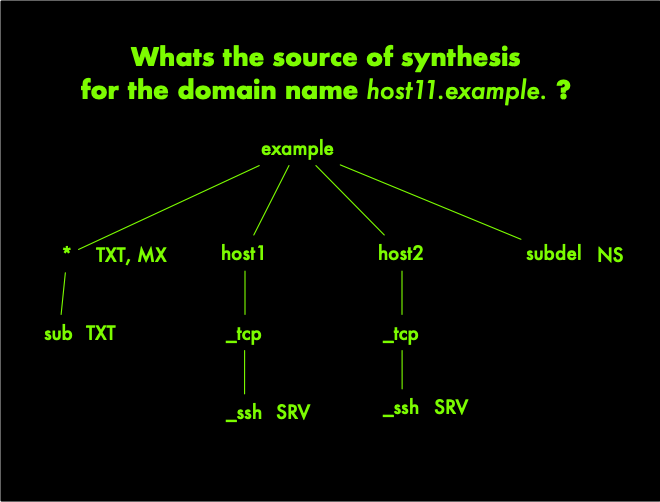 Whats the source of synthesis
for the domain name host11.example. ?
example
* TXT, MX
host1
host2
subdel NS
sub TXT
_tcp
_tcp
_ssh SRV
_ssh SRV